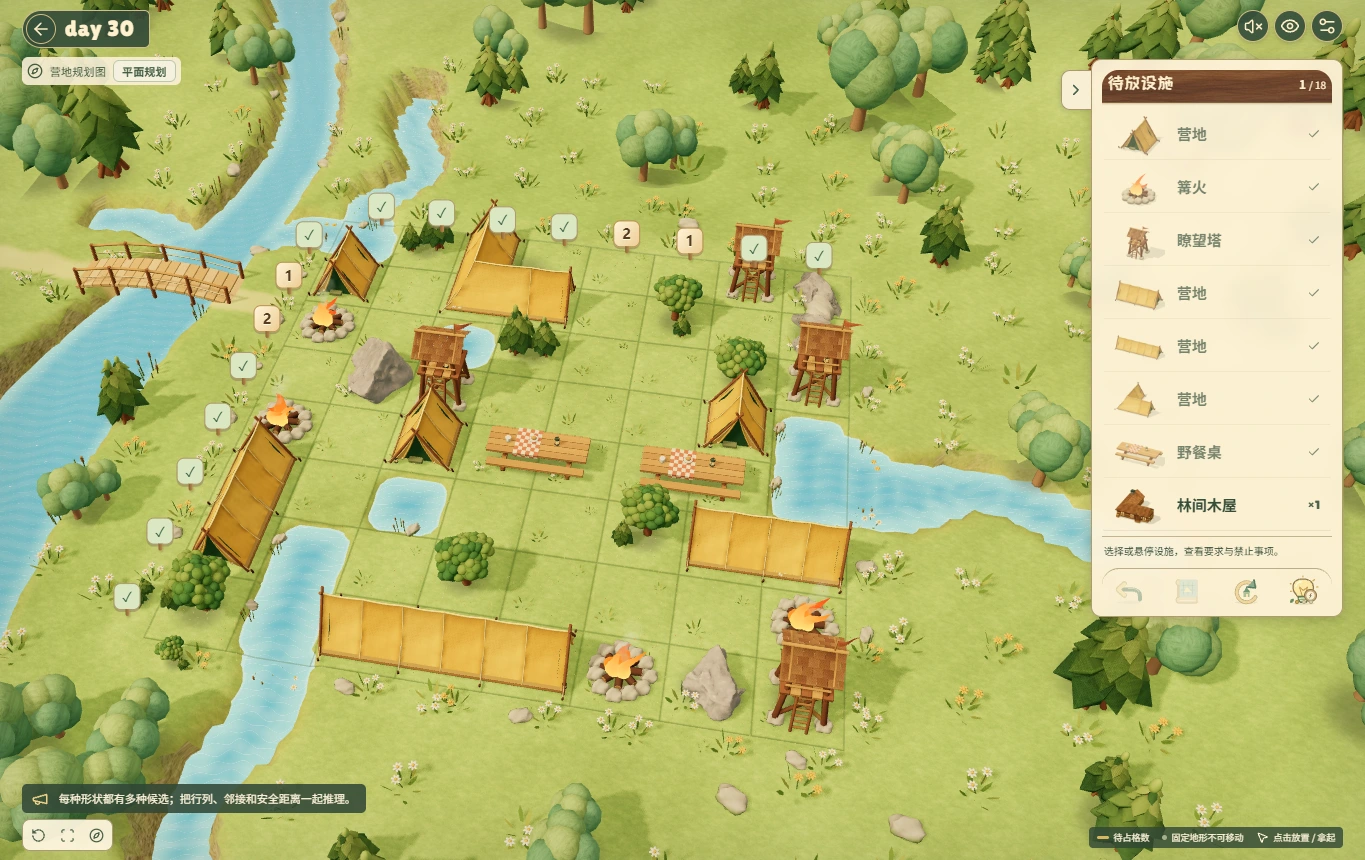 day 30
营地规划图 平面规划
待放设施 1 / 18
营地
篝火
瞭望塔
营地
营地
营地
野餐桌
林间木屋 ×1
选择或悬停设施，查看要求与禁止事项。
2
1
1
2
每种形状都有多种候选；把行列、邻接和安全距离一起推理。
待占格数 固定地形不可移动 点击放置 / 拿起